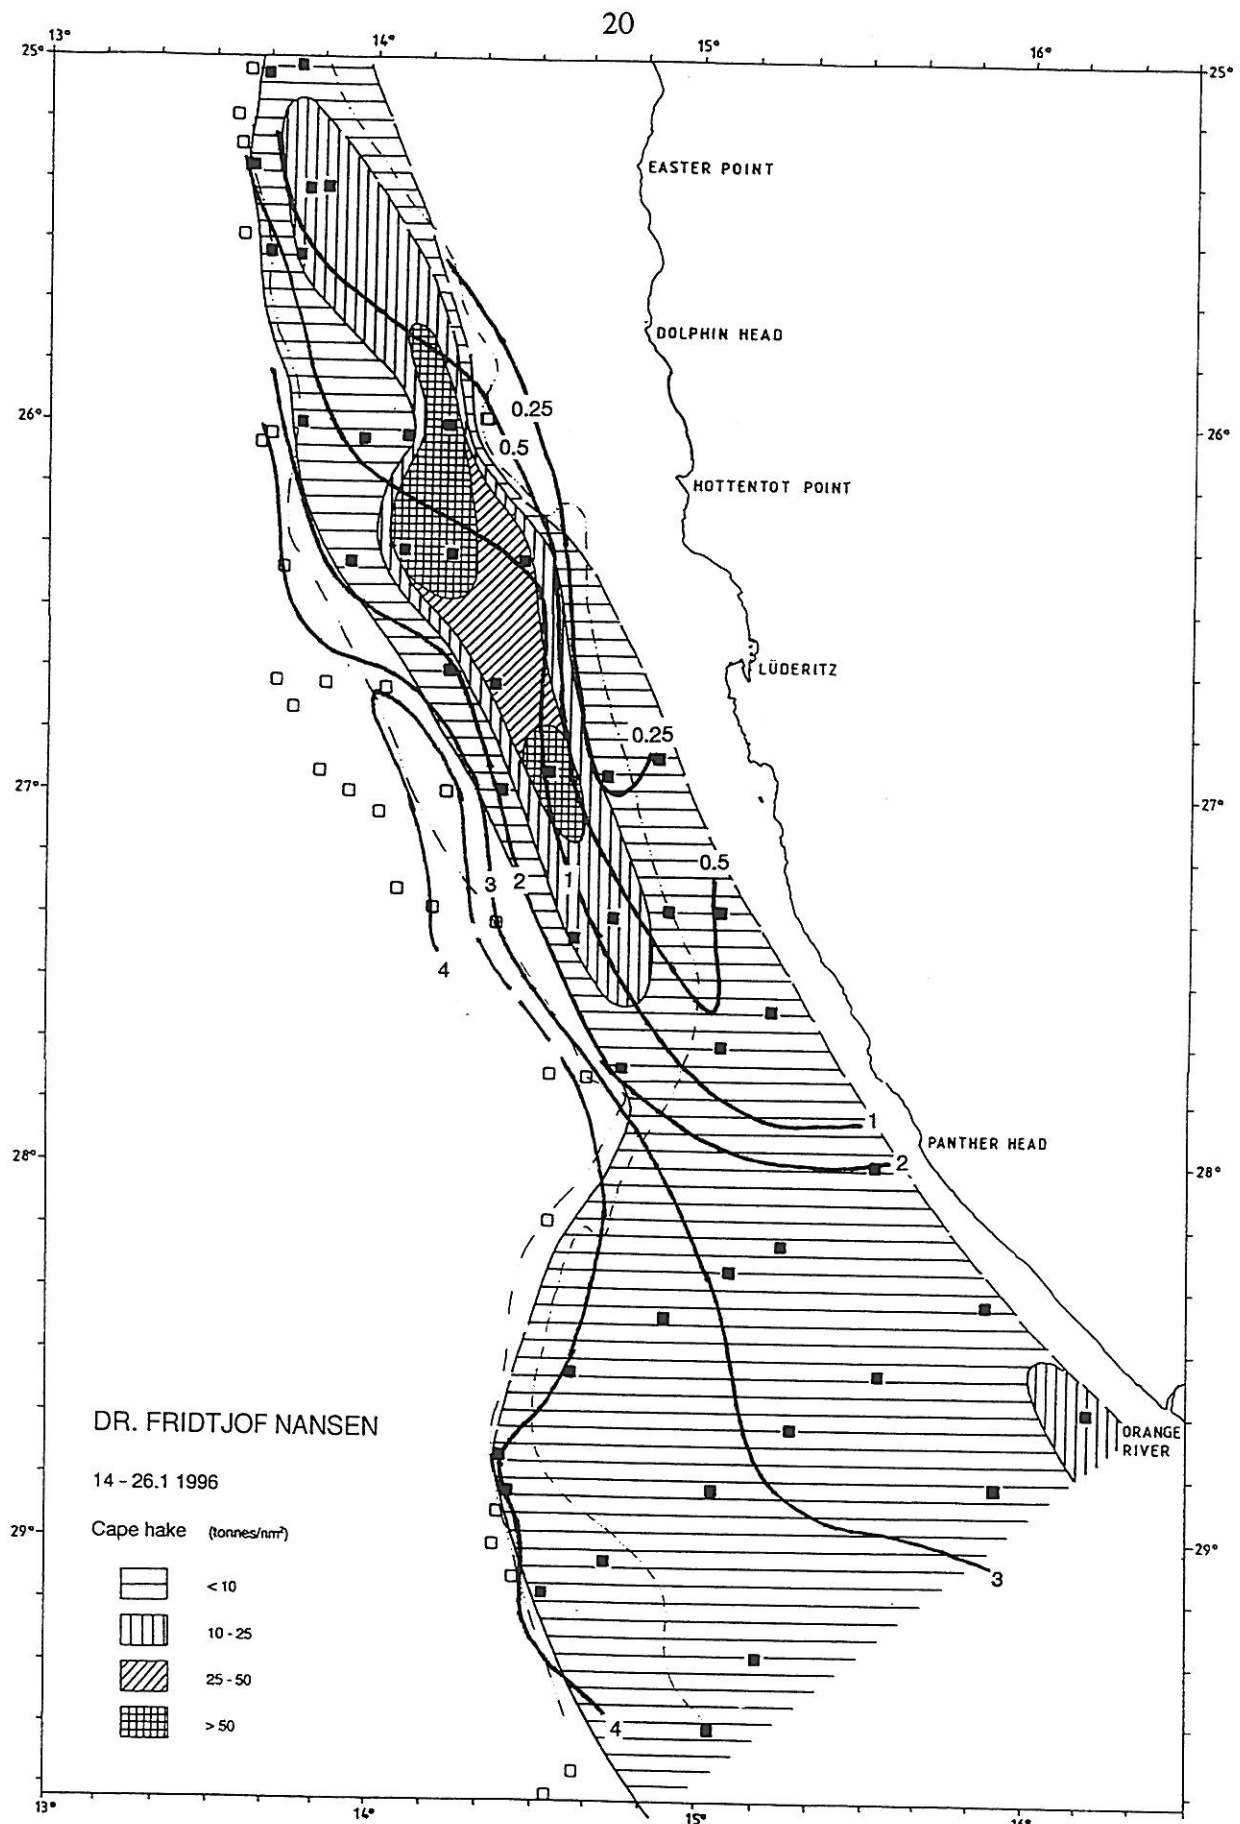 20
13° 14° 15° 16°
25° 25°
EASTER POINT
DOLPHIN HEAD
0.25
26° 26°
0.5
HOTTENTOT POINT
LÜDERITZ
0.25
27° 27°
0.5
3 2 1
4
1
PANTHER HEAD
2
28° 28°
DR. FRIDTJOF NANSEN
ORANGE
RIVER
14 - 26.1 1996
Cape hake (tonnes/nm²)
29° 29°
3
< 10
10 - 25
25 - 50
> 50
4
13° 14° 15° 16°